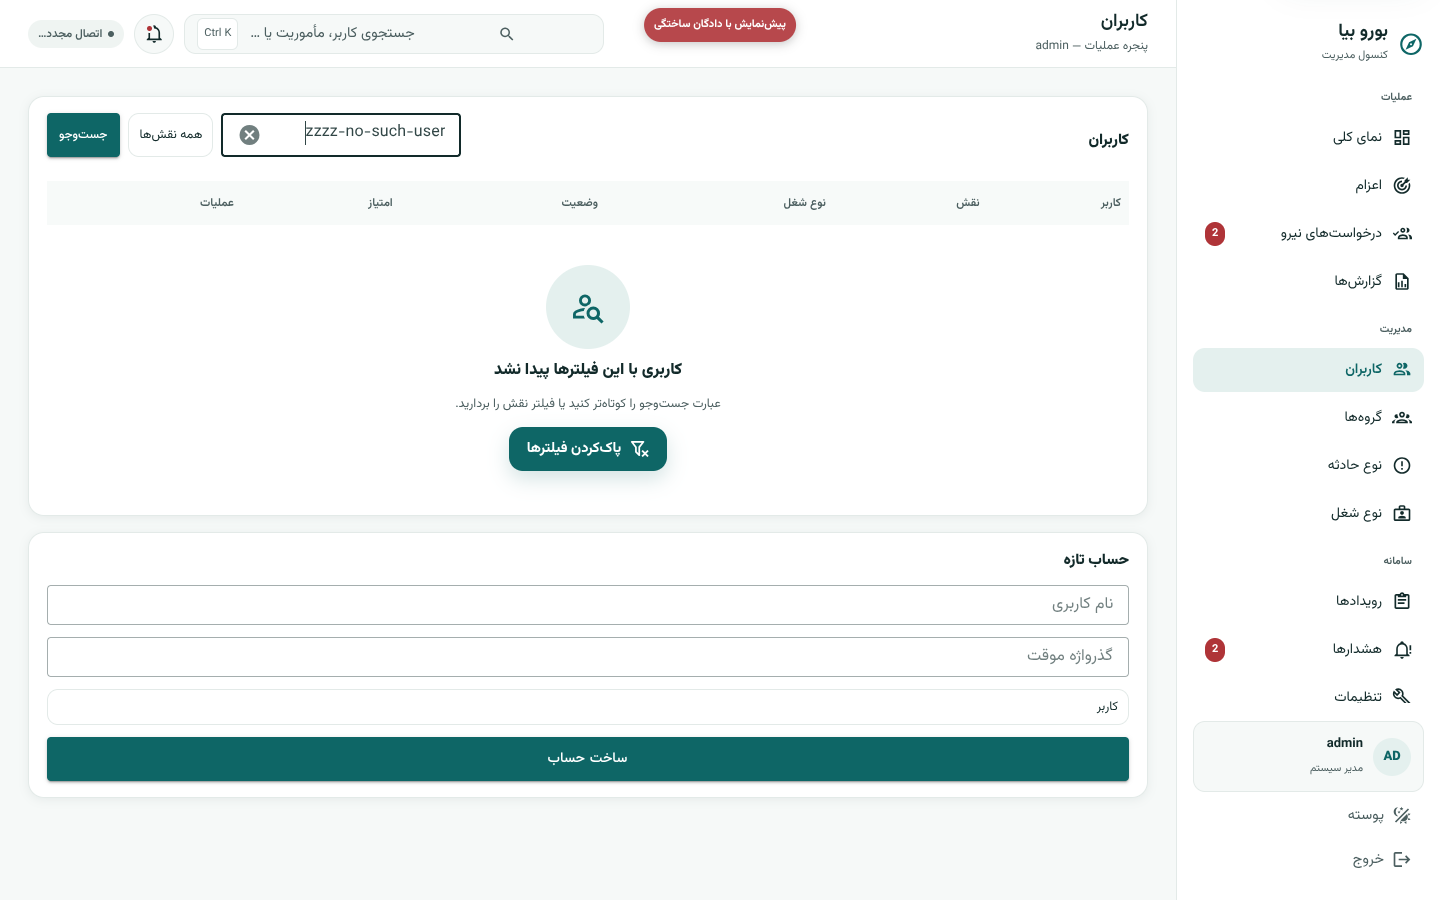 بورو بیا
کنسول مدیریت
عملیات
نمای کلی
اعزام
درخواست‌های نیرو
2
گزارش‌ها
مدیریت
کاربران
گروه‌ها
نوع حادثه
نوع شغل
سامانه
رویدادها
هشدارها
2
تنظیمات
AD
admin
مدیر سیستم
پوسته
خروج
کاربران
پنجره عملیات — admin
پیش‌نمایش با دادگان ساختگی
جستجوی کاربر، مأموریت یا ...
Ctrl K
اتصال مجدد...
کاربران
zzzz-no-such-user
همه نقش‌ها
جست‌وجو
کاربر نقش نوع شغل وضعیت امتیاز عملیات
کاربری با این فیلترها پیدا نشد
عبارت جست‌وجو را کوتاه‌تر کنید یا فیلتر نقش را بردارید.
پاک‌کردن فیلترها
حساب تازه
نام کاربری
گذرواژه موقت
کاربر
ساخت حساب